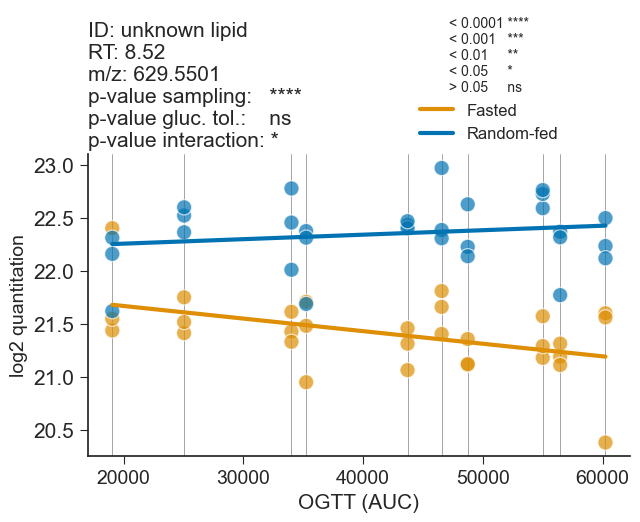 ID: unknown lipid
RT: 8.52
m/z: 629.5501
p-value sampling: ****
p-value gluc. tol.: ns
p-value interaction: *
< 0.0001 ****
< 0.001 ***
< 0.01 **
< 0.05 *
> 0.05 ns
Fasted
Random-fed
23.0
22.5
22.0
21.5
21.0
20.5
log2 quantitation
20000 30000 40000 50000 60000
OGTT (AUC)